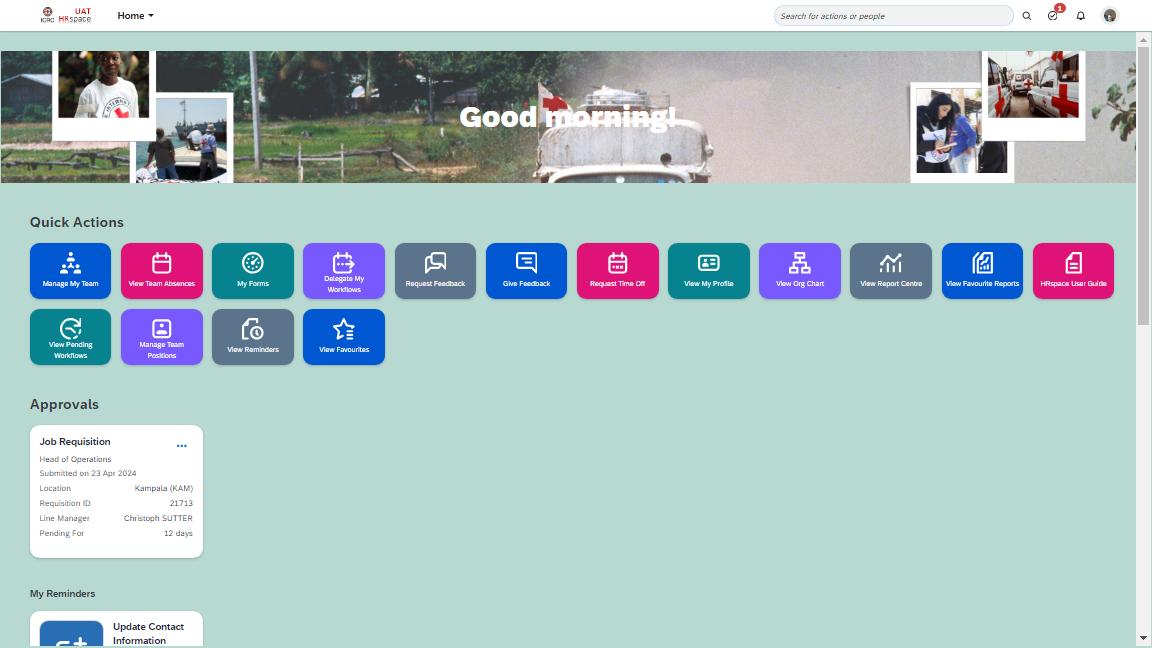 ICRC
UAT
HRspace
Home
Search for actions or people
1
Good morning!
Quick Actions
Manage My Team
View Team Absences
My Forms
Delegate My
Workflows
Request Feedback
Give Feedback
Request Time Off
View My Profile
View Org Chart
View Report Centre
View Favourite Reports
HRspace User Guide
View Pending
Workflows
Manage Team
Positions
View Reminders
View Favourites
Approvals
Job Requisition
Head of Operations
Submitted on 23 Apr 2024
Location Kampala (KAM)
Requisition ID 21713
Line Manager Christoph SUTTER
Pending For 12 days
My Reminders
Update Contact
Information